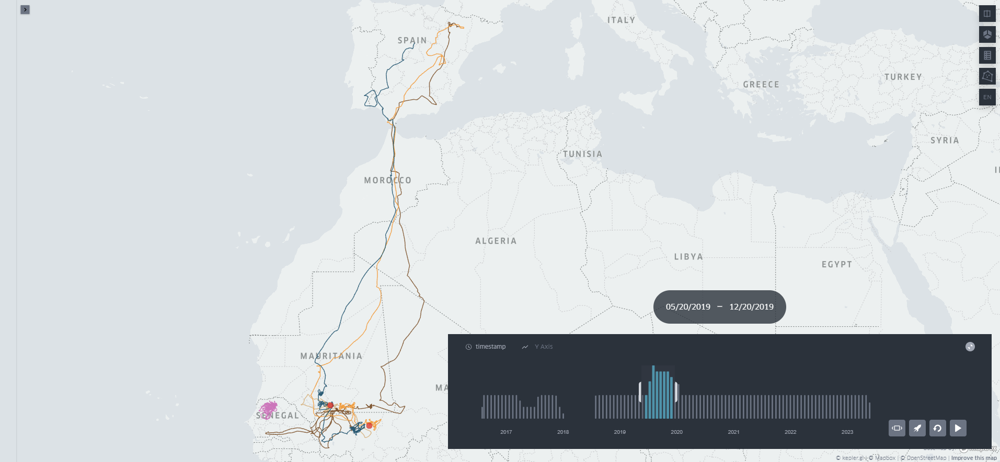 ITALY
SPAIN
TURKEY
GREECE
EN
SYRIA
TUNISIA
MOROCCO
ALGERIA
LIBYA
EGYPT
05/20/2019 – 12/20/2019
MAURITANIA
MA
SENEGAL
timestamp
Y Axis
2017 2018 2019 2020 2021 2022 2023
mapbox
© kepler.gl | © Mapbox | © OpenStreetMap | Improve this map